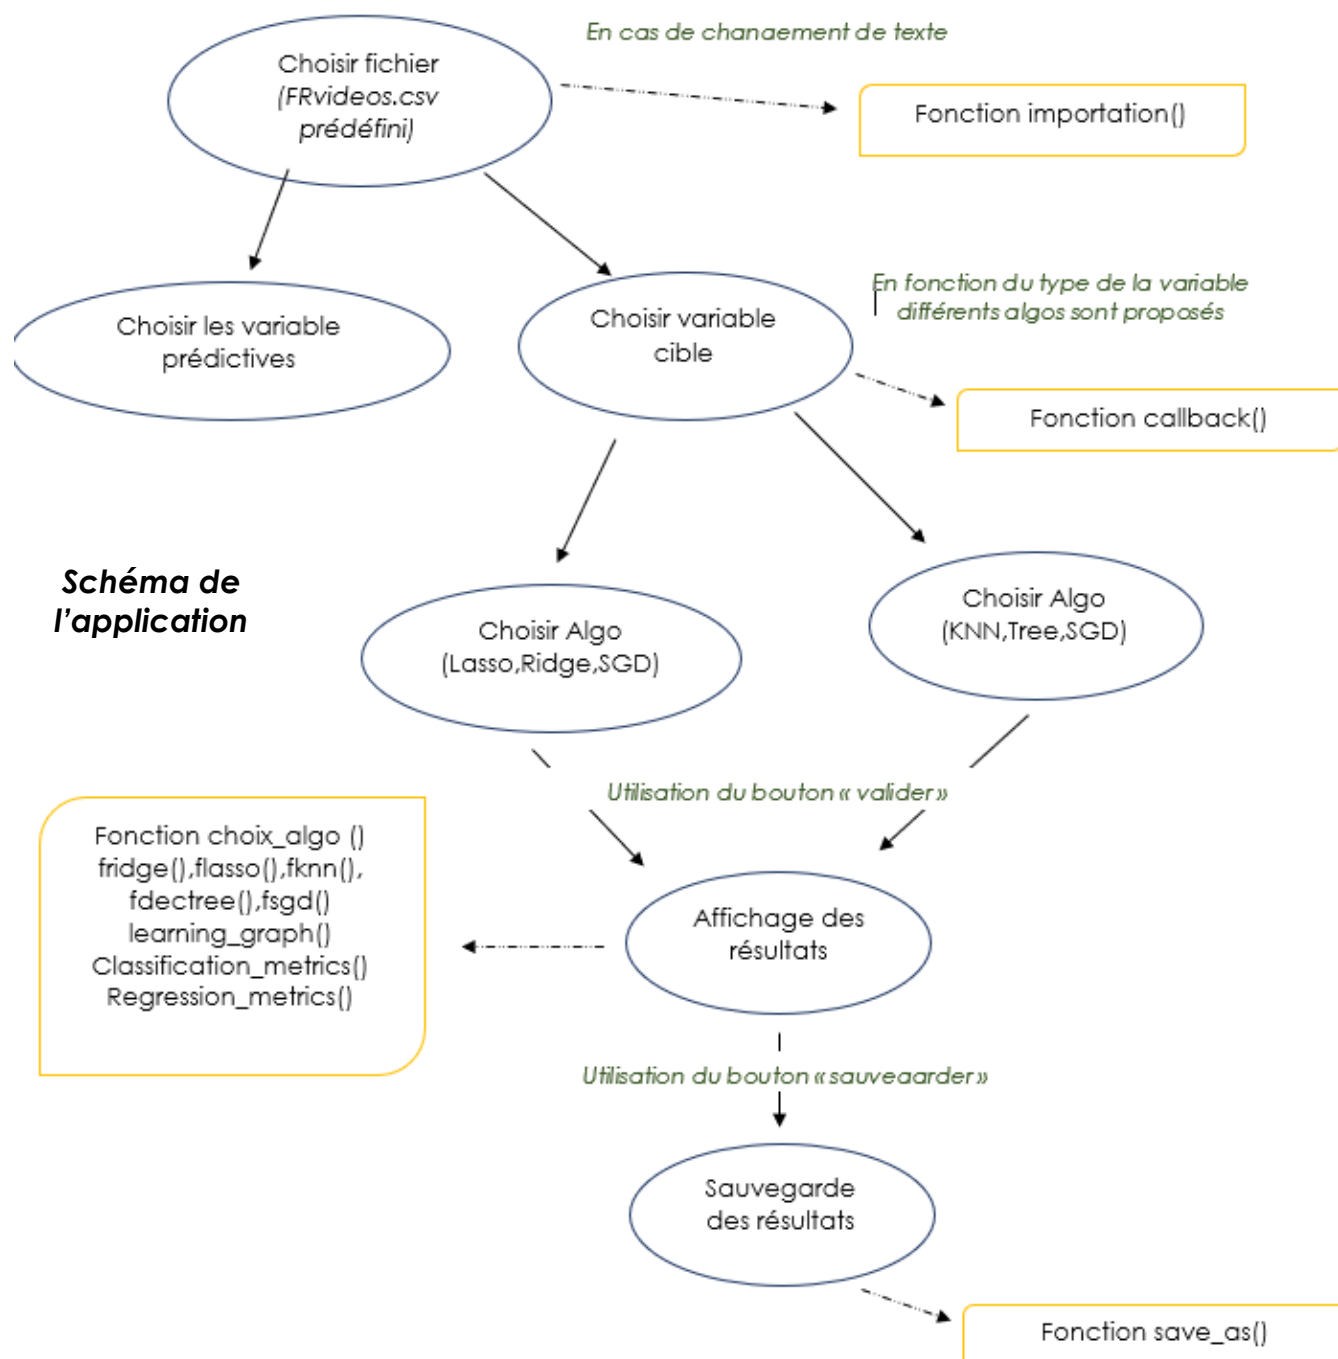 En cas de chanaement de texte
Choisir fichier
(FRvideos.csv
prédéfini)
Fonction importation()
En fonction du type de la variable
différents algos sont proposés
Choisir les variable
prédictives
Choisir variable
cible
Fonction callback()
Schéma de
l'application
Choisir Algo
(Lasso,Ridge,SGD)
Choisir Algo
(KNN,Tree,SGD)
Utilisation du bouton « valider »
Fonction choix_algo ()
fridge(),flasso(),fknn(),
fdectree(),fsgd()
learning_graph()
Classification_metrics()
Regression_metrics()
Affichage des
résultats
Utilisation du bouton « sauveaarder »
Sauvegarde
des résultats
Fonction save_as()